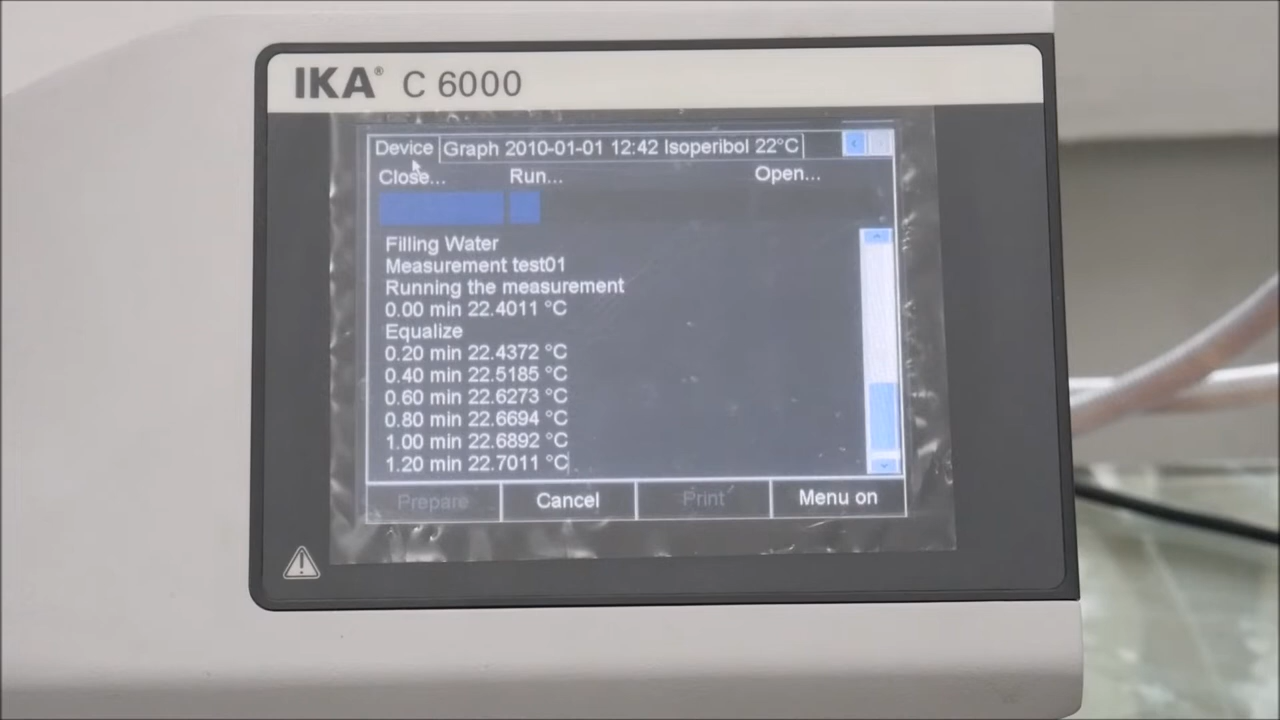 IKA® C 6000
Device Graph 2010-01-01 12:42 Isoperibol 22°C
Close... Run... Open...
Filling Water
Measurement test01
Running the measurement
0.00 min 22.4011 °C
Equalize
0.20 min 22.4372 °C
0.40 min 22.5185 °C
0.60 min 22.6273 °C
0.80 min 22.6694 °C
1.00 min 22.6892 °C
1.20 min 22.7011 °C
Prepare Cancel Print Menu on